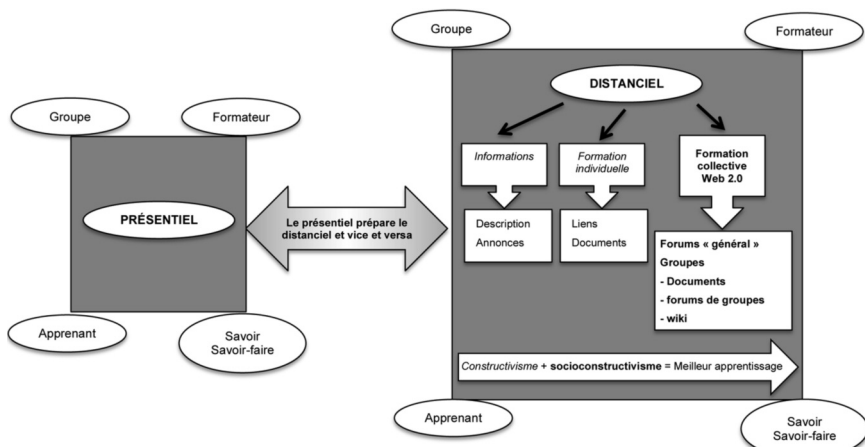 Groupe
Formateur
PRÉSENTIEL
Apprenant
Savoir
Savoir-faire
Le présentiel prépare le
distanciel et vice et versa
Groupe
Formateur
DISTANCIEL
Informations
Formation
individuelle
Formation
collective
Web 2.0
Description
Annonces
Liens
Documents
Forums « général »
Groupes
- Documents
- forums de groupes
- wiki
Constructivisme + socioconstructivisme = Meilleur apprentissage
Apprenant
Savoir
Savoir-faire